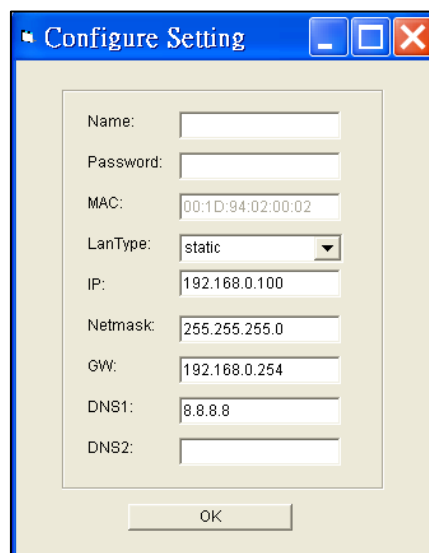 Configure Setting
Name:
Password:
MAC: 00:1D:94:02:00:02
LanType: static
IP: 192.168.0.100
Netmask: 255.255.255.0
GW: 192.168.0.254
DNS1: 8.8.8.8
DNS2:
OK